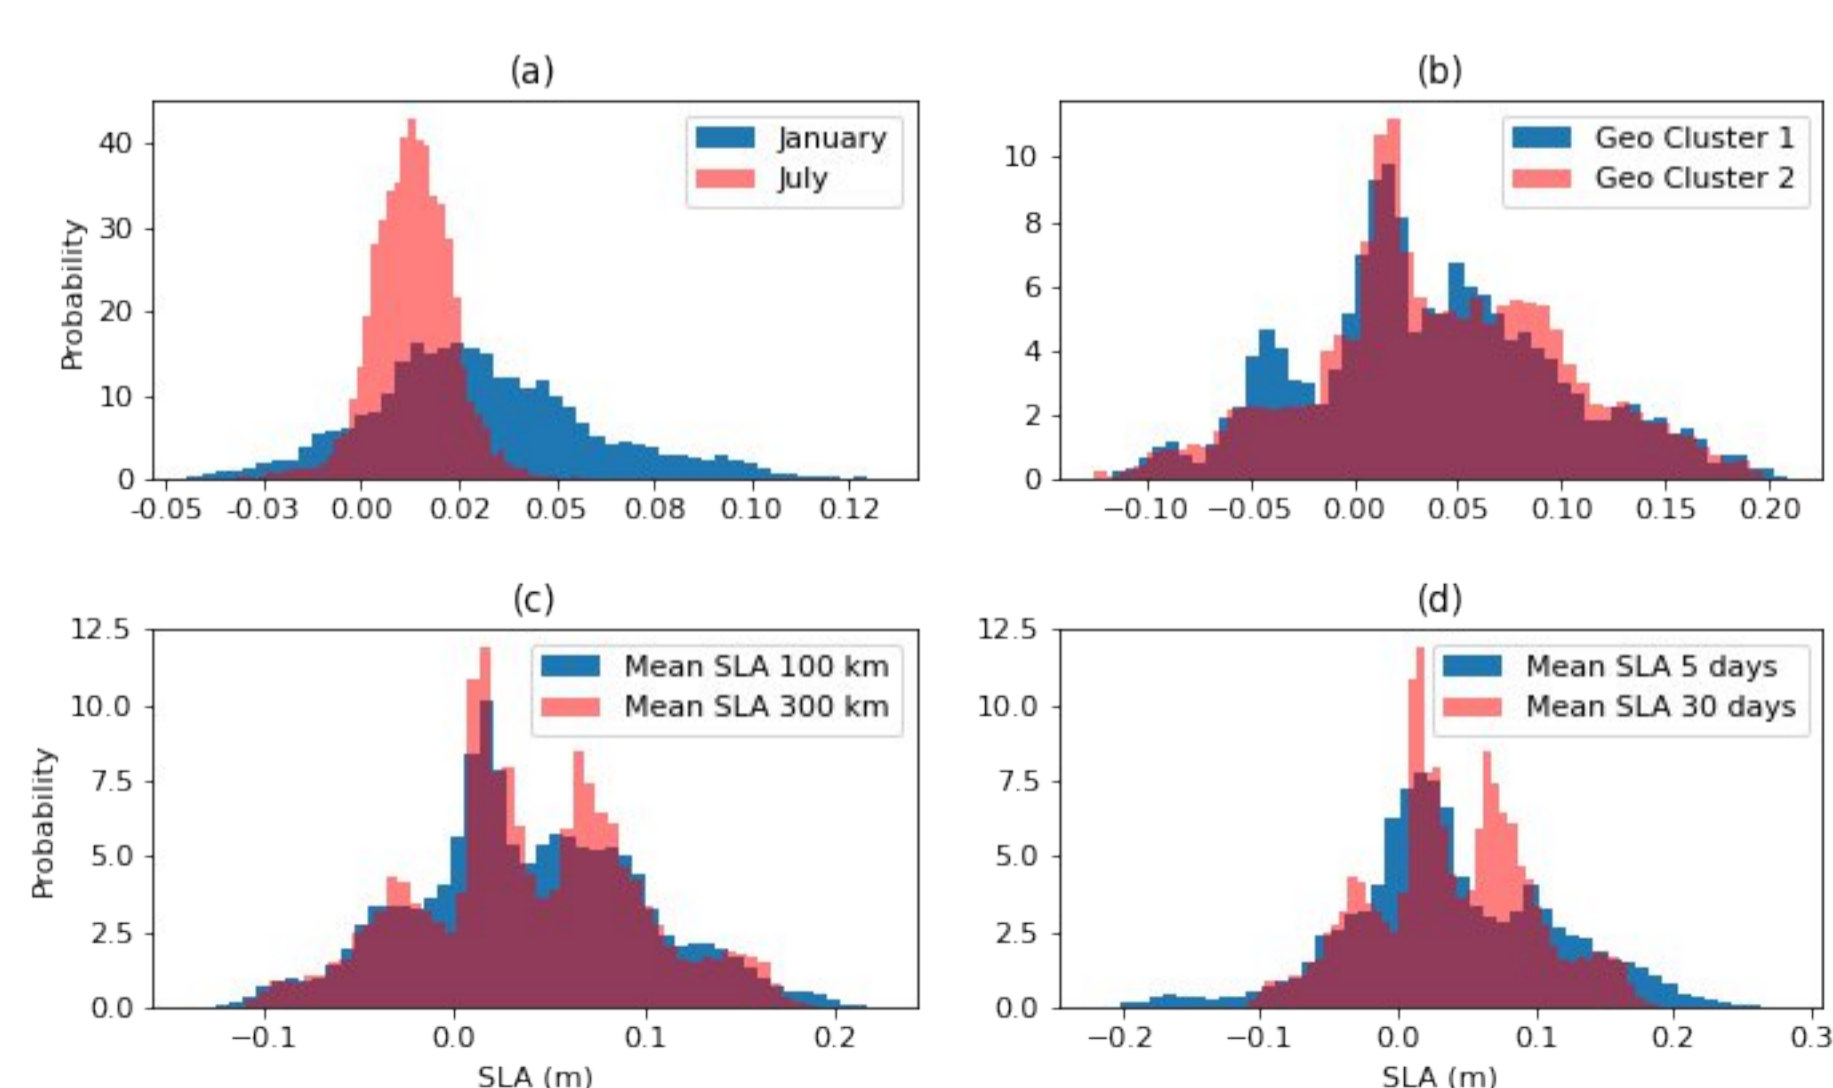 (a)
Probability
40
30
20
10
0
January
July
-0.05 -0.03 0.00 0.02 0.05 0.08 0.10 0.12
(b)
10
8
6
4
2
0
Geo Cluster 1
Geo Cluster 2
−0.10 −0.05 0.00 0.05 0.10 0.15 0.20
(c)
Probability
12.5
10.0
7.5
5.0
2.5
0.0
Mean SLA 100 km
Mean SLA 300 km
−0.1 0.0 0.1 0.2
SLA (m)
(d)
12.5
10.0
7.5
5.0
2.5
0.0
Mean SLA 5 days
Mean SLA 30 days
−0.2 −0.1 0.0 0.1 0.2 0.3
SLA (m)